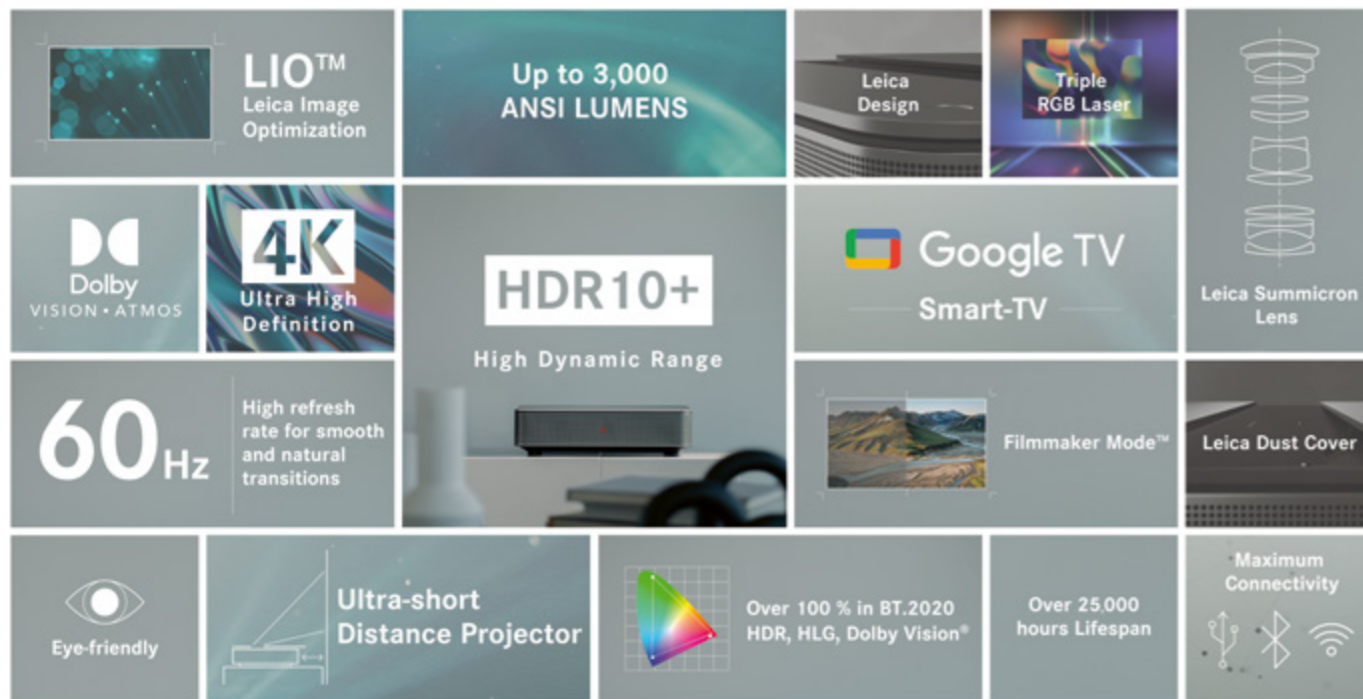 LIO™
Leica Image
Optimization
Up to 3,000
ANSI LUMENS
Leica
Design
Triple
RGB Laser
Leica Summicron
Lens
Dolby
VISION • ATMOS
4K
Ultra High
Definition
HDR10+
High Dynamic Range
Google TV
Smart-TV
60Hz
High refresh
rate for smooth
and natural
transitions
Filmmaker Mode™
Leica Dust Cover
Eye-friendly
Ultra-short
Distance Projector
Over 100 % in BT.2020
HDR, HLG, Dolby Vision®
Over 25,000
hours Lifespan
Maximum
Connectivity